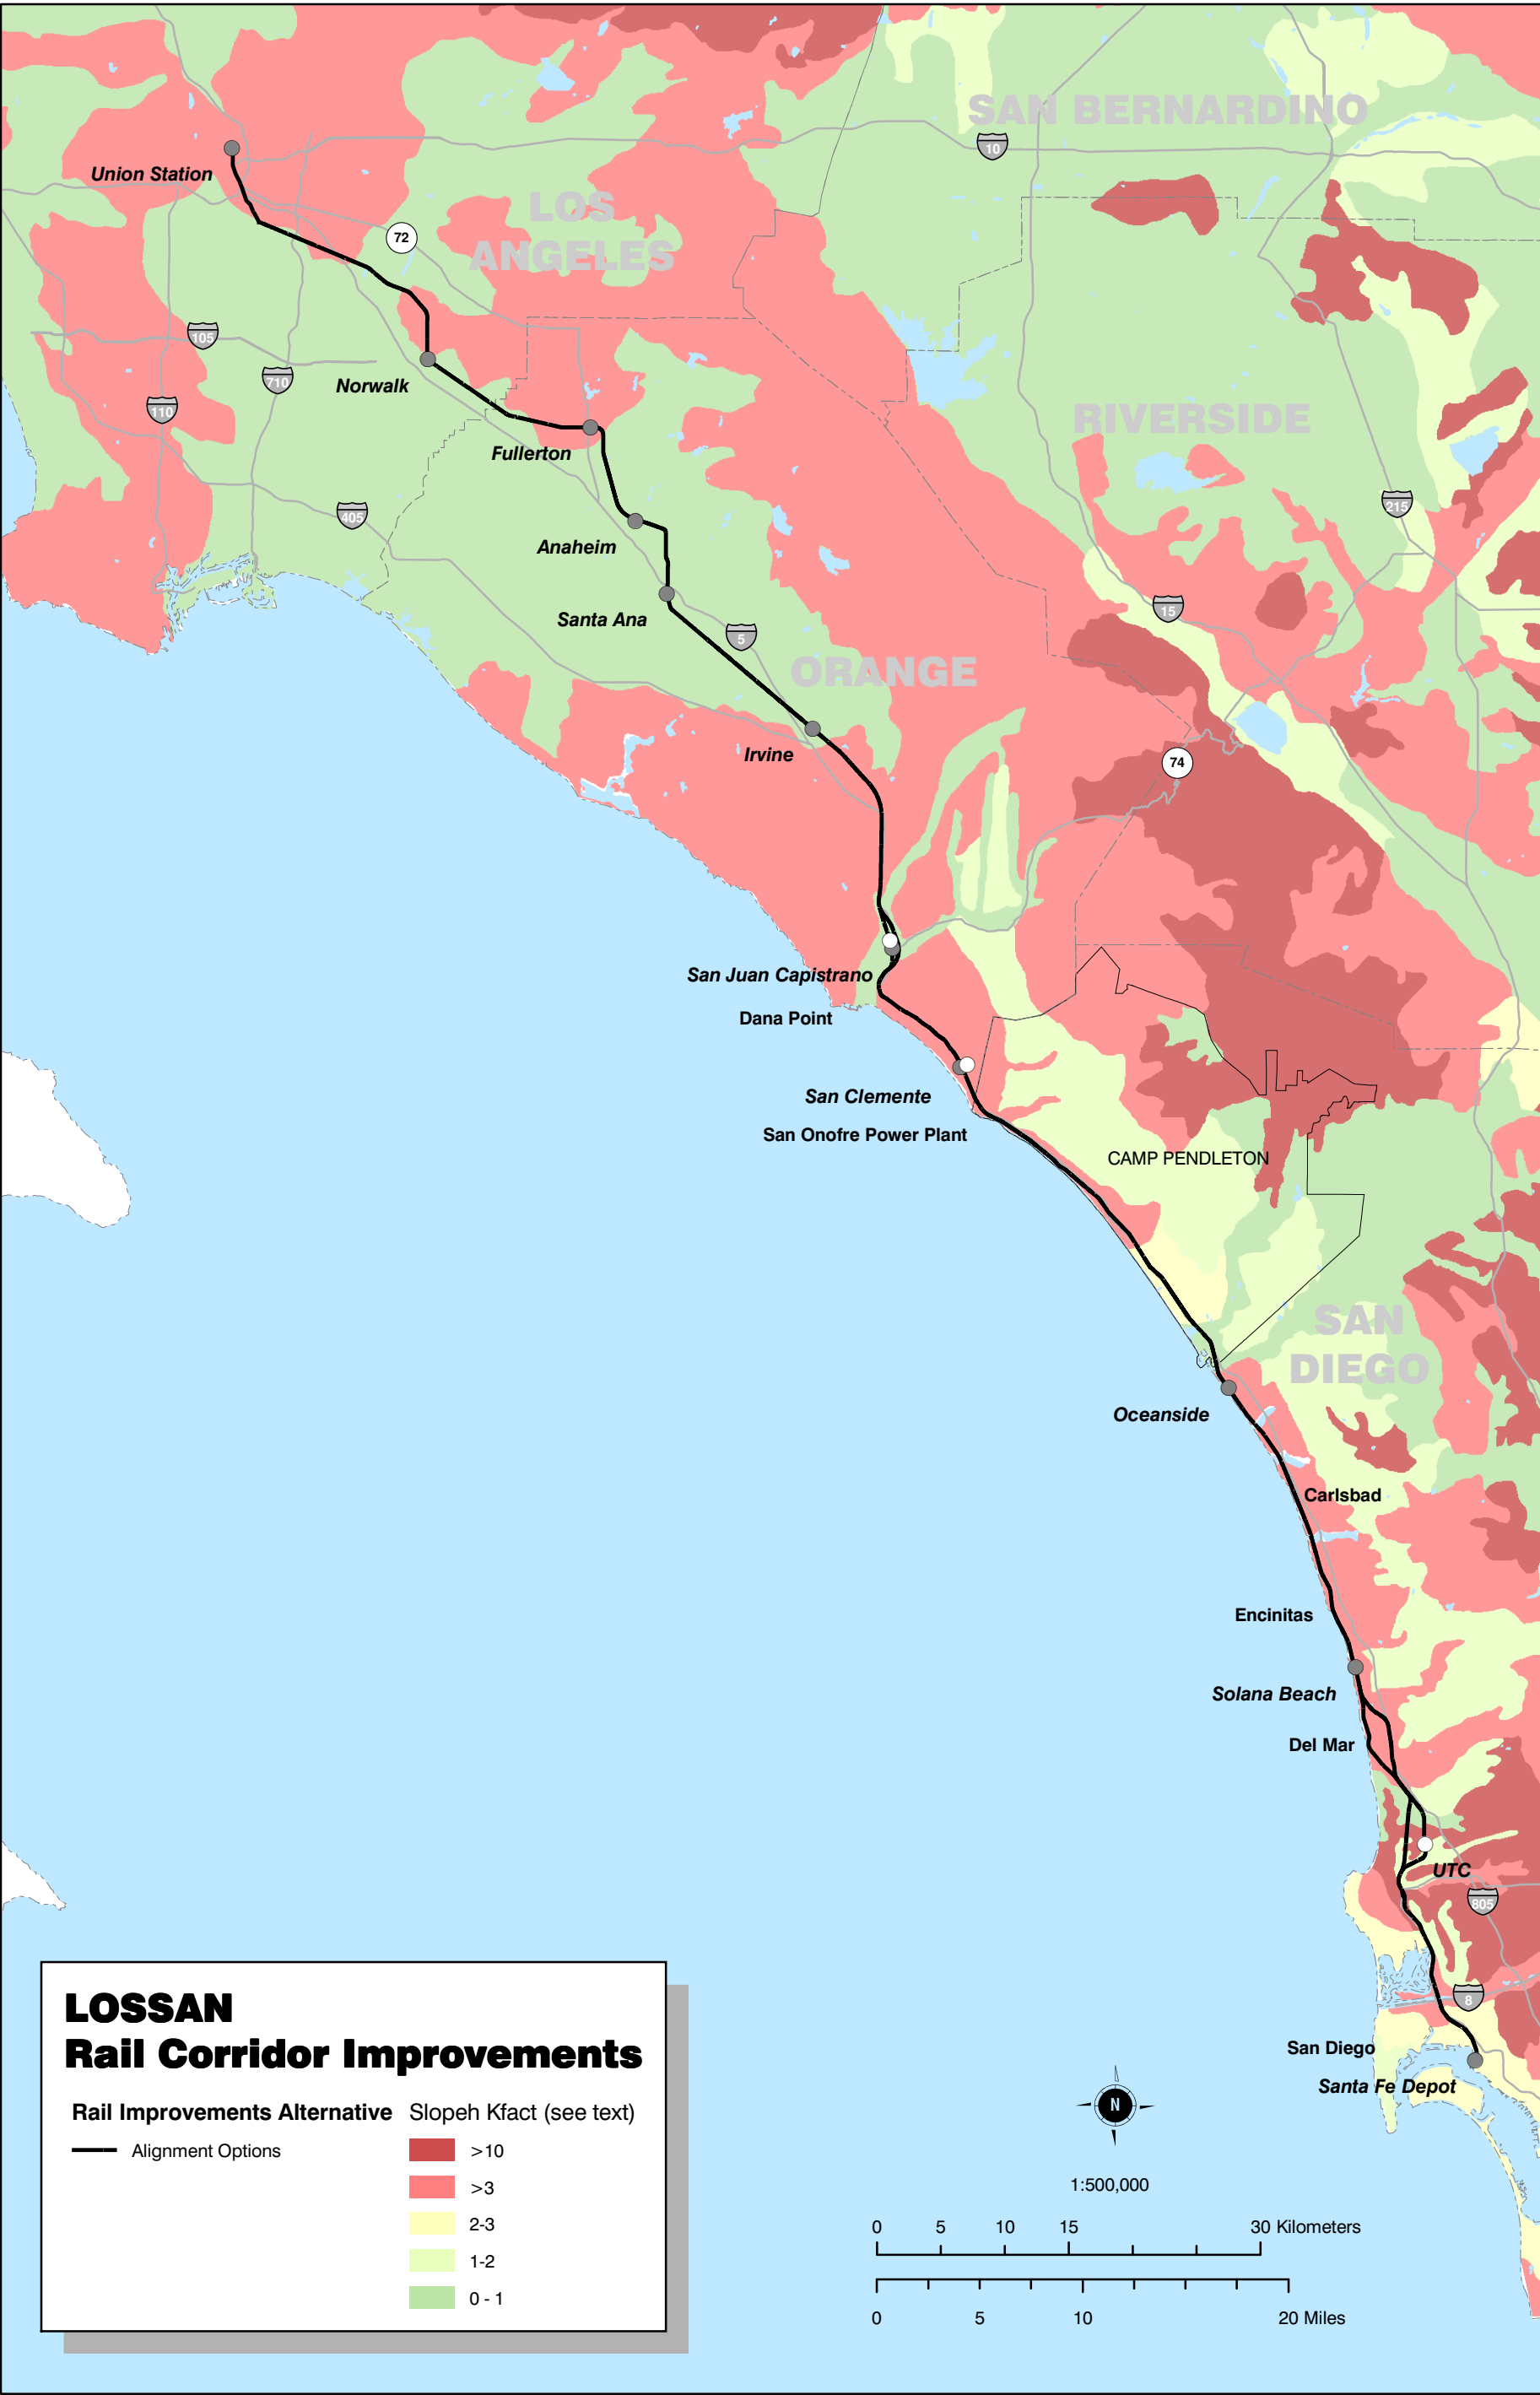 SAN BERNARDINO
10
Union Station
LOS
ANGELES
72
105
710
110
Norwalk
RIVERSIDE
Fullerton
215
405
Anaheim
15
Santa Ana
5
ORANGE
Irvine
74
San Juan Capistrano
Dana Point
San Clemente
San Onofre Power Plant
CAMP PENDLETON
SAN
DIEGO
Oceanside
Carlsbad
Encinitas
Solana Beach
Del Mar
UTC
805
8
San Diego
Santa Fe Depot
LOSSAN
Rail Corridor Improvements
Rail Improvements Alternative
Alignment Options
Slopeh Kfact (see text)
>10
>3
2-3
1-2
0 - 1
N
1:500,000
0 5 10 15 30 Kilometers
0 5 10 20 Miles